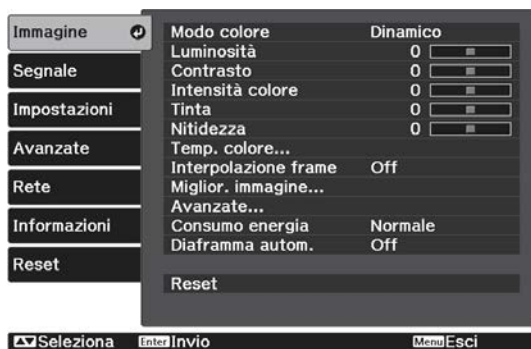 Immagine
Segnale
Impostazioni
Avanzate
Rete
Informazioni
Reset
Modo colore Dinamico
Luminosità 0
Contrasto 0
Intensità colore 0
Tinta 0
Nitidezza 0
Temp. colore...
Interpolazione frame Off
Miglior. immagine...
Avanzate...
Consumo energia Normale
Diaframma autom. Off
Reset
Seleziona Enter Invio Menu Esci